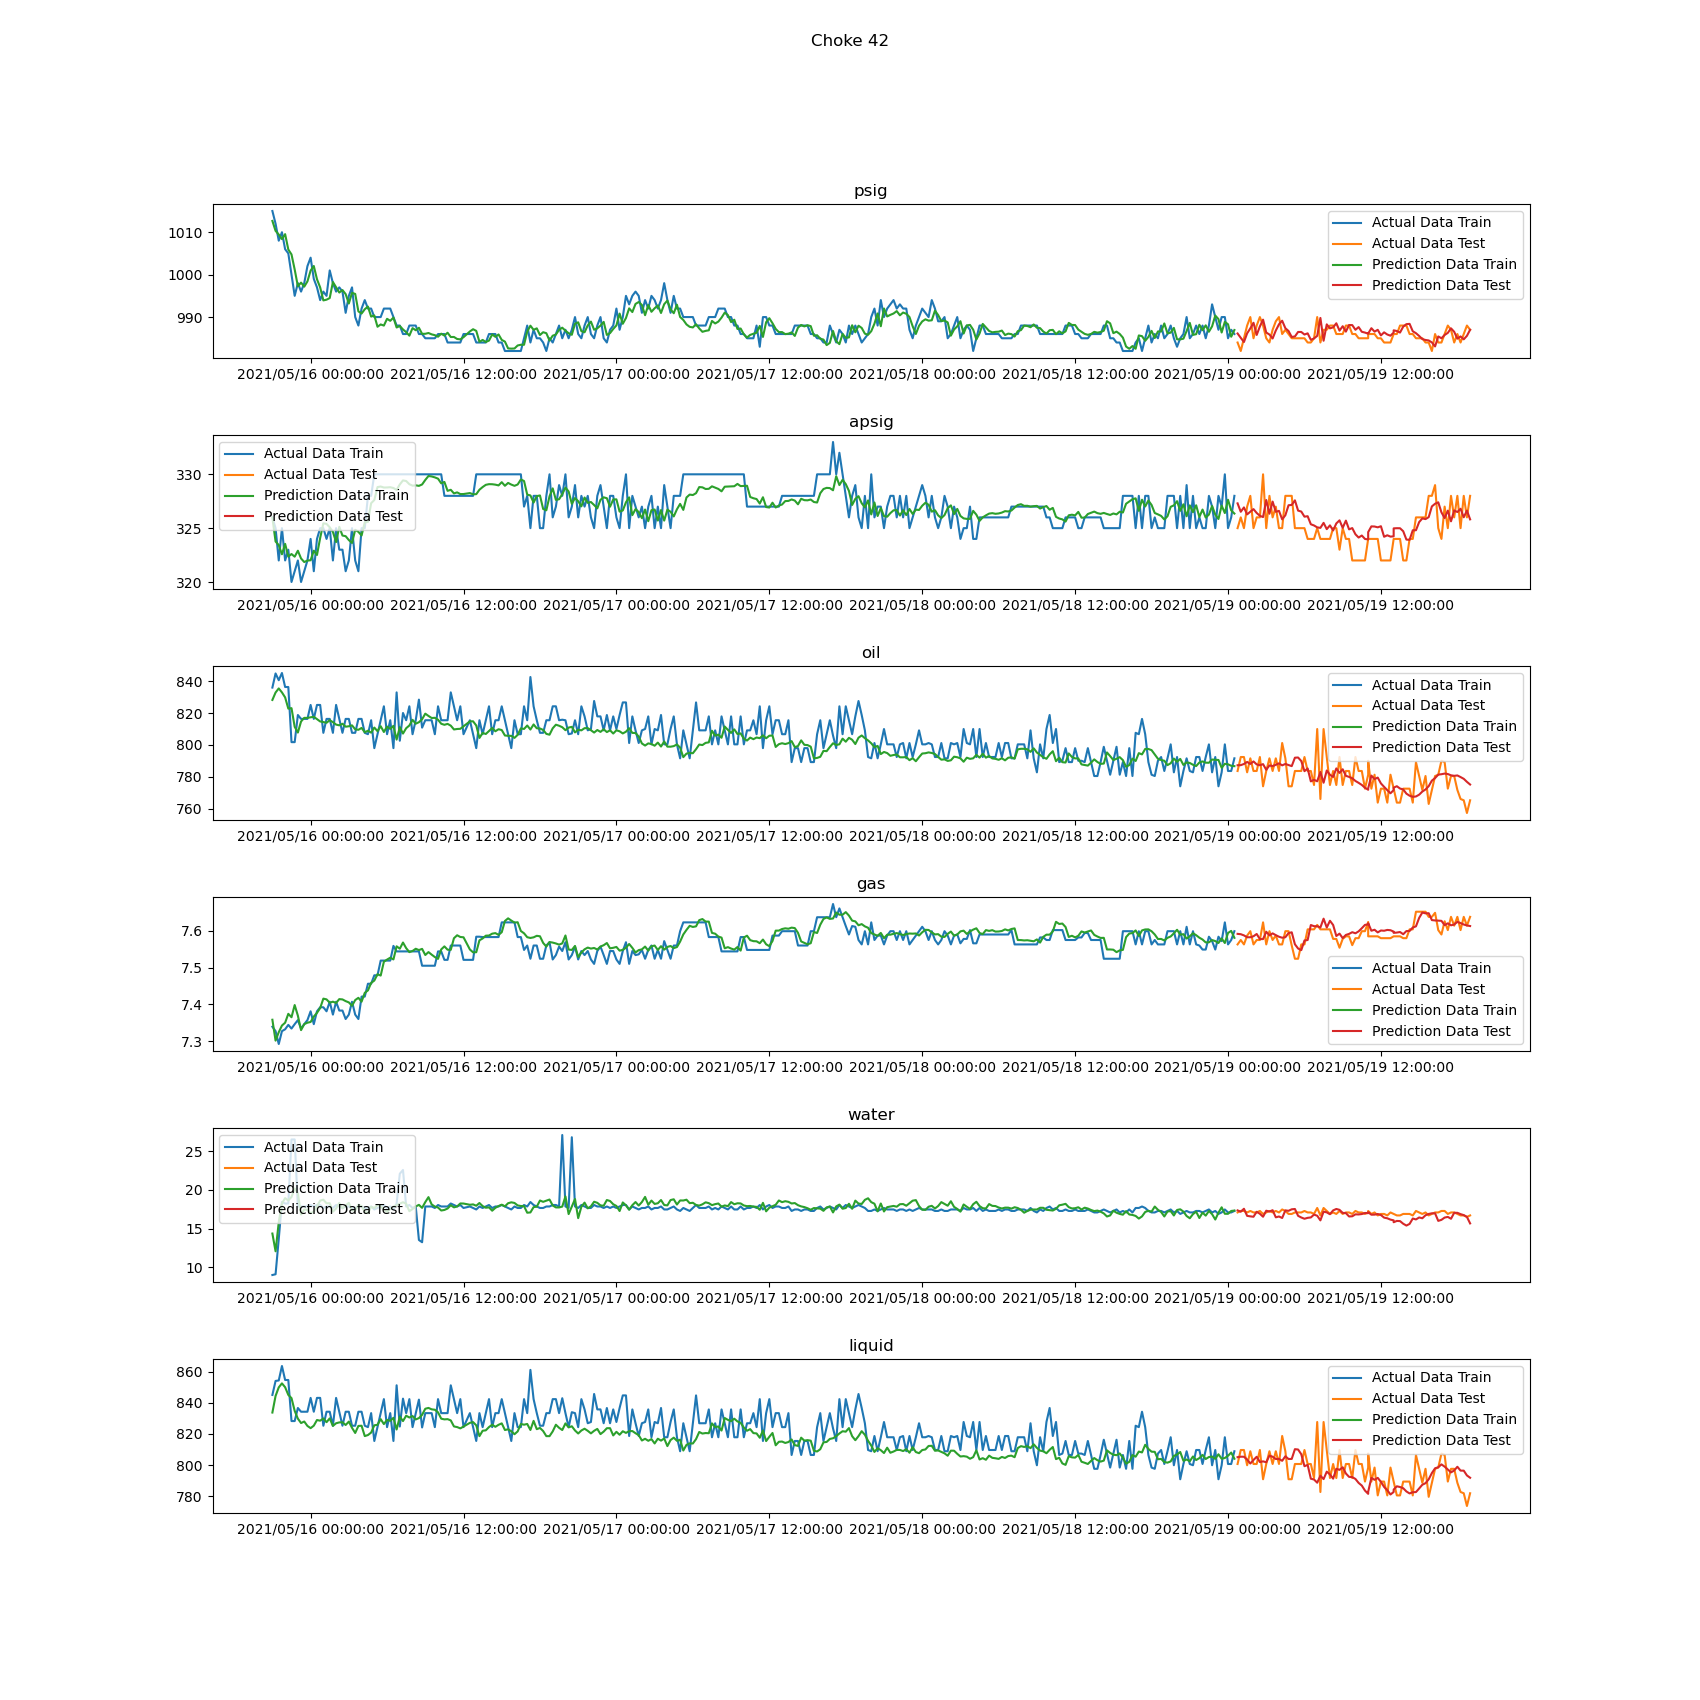 Choke 42
psig
1010
1000
990
Actual Data Train
Actual Data Test
Prediction Data Train
Prediction Data Test
2021/05/16 00:00:00 2021/05/16 12:00:00 2021/05/17 00:00:00 2021/05/17 12:00:00 2021/05/18 00:00:00 2021/05/18 12:00:00 2021/05/19 00:00:00 2021/05/19 12:00:00
apsig
330
325
320
Actual Data Train
Actual Data Test
Prediction Data Train
Prediction Data Test
2021/05/16 00:00:00 2021/05/16 12:00:00 2021/05/17 00:00:00 2021/05/17 12:00:00 2021/05/18 00:00:00 2021/05/18 12:00:00 2021/05/19 00:00:00 2021/05/19 12:00:00
oil
840
820
800
780
760
Actual Data Train
Actual Data Test
Prediction Data Train
Prediction Data Test
2021/05/16 00:00:00 2021/05/16 12:00:00 2021/05/17 00:00:00 2021/05/17 12:00:00 2021/05/18 00:00:00 2021/05/18 12:00:00 2021/05/19 00:00:00 2021/05/19 12:00:00
gas
7.6
7.5
7.4
7.3
Actual Data Train
Actual Data Test
Prediction Data Train
Prediction Data Test
2021/05/16 00:00:00 2021/05/16 12:00:00 2021/05/17 00:00:00 2021/05/17 12:00:00 2021/05/18 00:00:00 2021/05/18 12:00:00 2021/05/19 00:00:00 2021/05/19 12:00:00
water
25
20
15
10
Actual Data Train
Actual Data Test
Prediction Data Train
Prediction Data Test
2021/05/16 00:00:00 2021/05/16 12:00:00 2021/05/17 00:00:00 2021/05/17 12:00:00 2021/05/18 00:00:00 2021/05/18 12:00:00 2021/05/19 00:00:00 2021/05/19 12:00:00
liquid
860
840
820
800
780
Actual Data Train
Actual Data Test
Prediction Data Train
Prediction Data Test
2021/05/16 00:00:00 2021/05/16 12:00:00 2021/05/17 00:00:00 2021/05/17 12:00:00 2021/05/18 00:00:00 2021/05/18 12:00:00 2021/05/19 00:00:00 2021/05/19 12:00:00